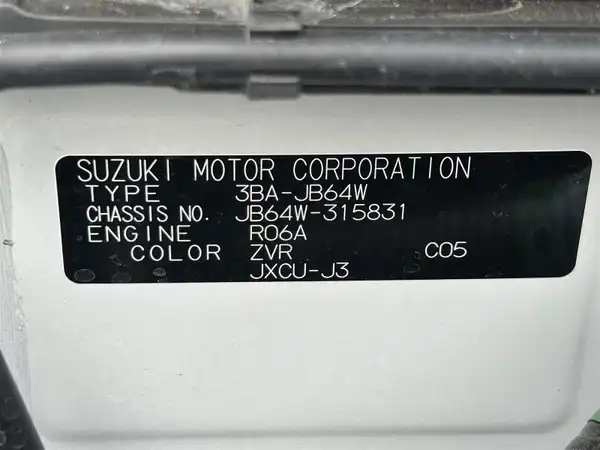 SUZUKI MOTOR CORPORATION
TYPE 3BA-JB64W
CHASSIS NO. JB64W-315831
ENGINE R06A
COLOR ZVR C05
JXCU-J3